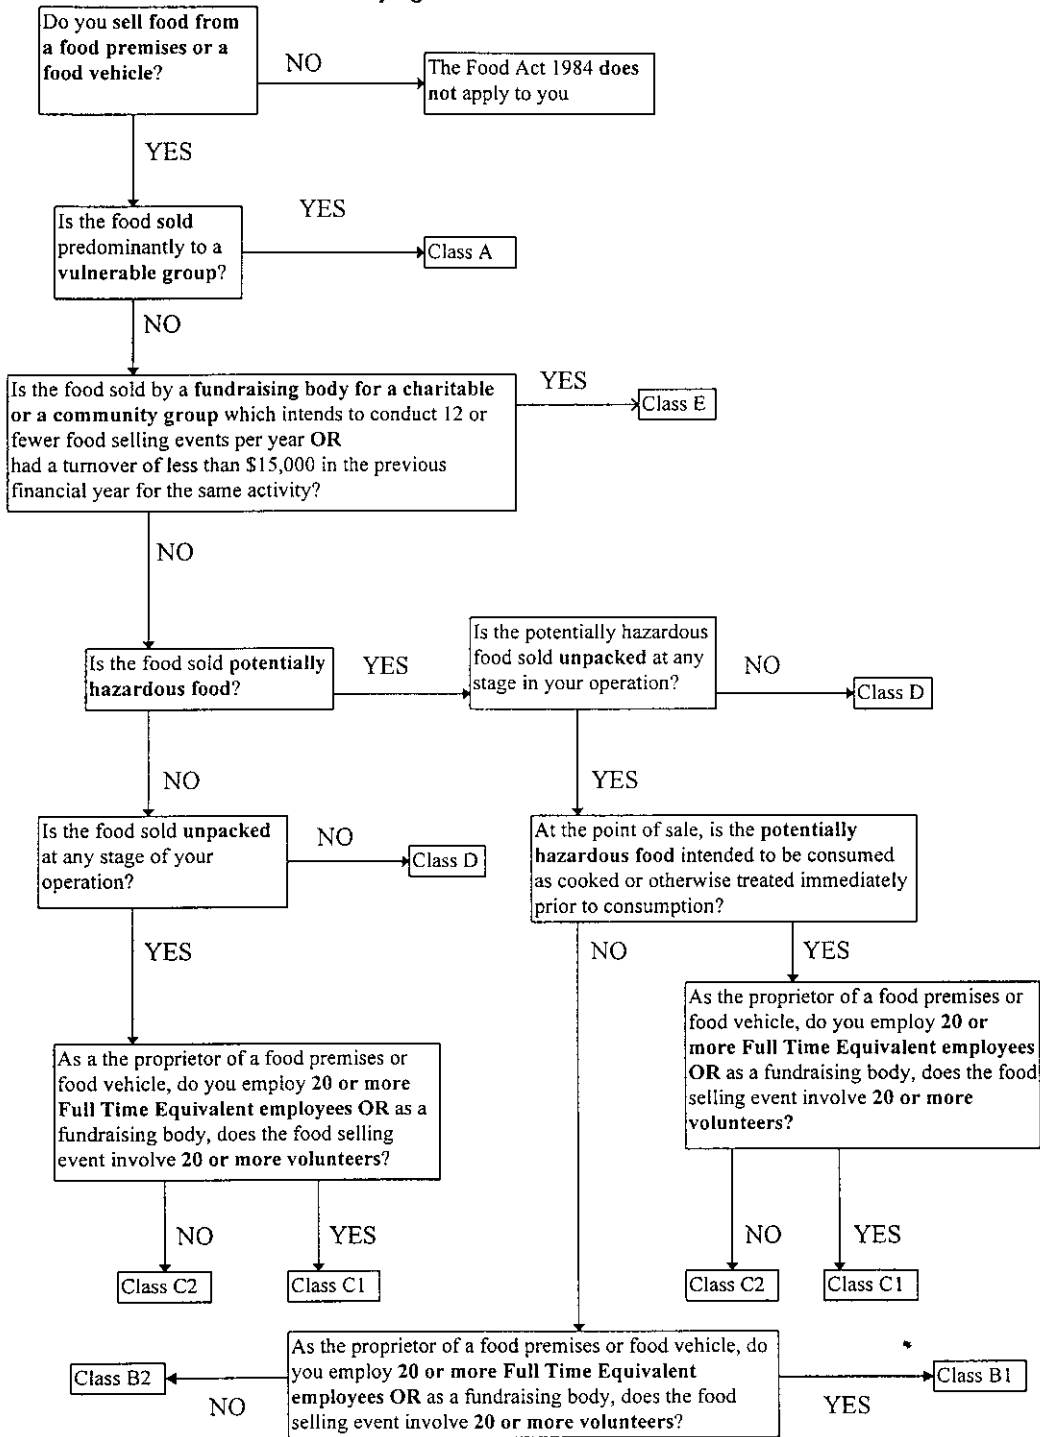 Do you sell food from
a food premises or a
food vehicle?
NO
The Food Act 1984 does
not apply to you
YES
Is the food sold
predominantly to a
vulnerable group?
YES
Class A
NO
Is the food sold by a fundraising body for a charitable
or a community group which intends to conduct 12 or
fewer food selling events per year OR
had a turnover of less than $15,000 in the previous
financial year for the same activity?
YES
Class E
NO
Is the food sold potentially
hazardous food?
YES
Is the potentially hazardous
food sold unpacked at any
stage in your operation?
NO
Class D
NO
YES
Is the food sold unpacked
at any stage of your
operation?
NO
Class D
At the point of sale, is the potentially
hazardous food intended to be consumed
as cooked or otherwise treated immediately
prior to consumption?
YES
NO
YES
As a the proprietor of a food premises or
food vehicle, do you employ 20 or more
Full Time Equivalent employees OR as a
fundraising body, does the food selling
event involve 20 or more volunteers?
As the proprietor of a food premises or
food vehicle, do you employ 20 or
more Full Time Equivalent employees
OR as a fundraising body, does the food
selling event involve 20 or more
volunteers?
NO
YES
NO
YES
Class C2
Class C1
Class C2
Class C1
As the proprietor of a food premises or food vehicle, do
you employ 20 or more Full Time Equivalent
employees OR as a fundraising body, does the food
selling event involve 20 or more volunteers?
Class B2
NO
YES
Class B1